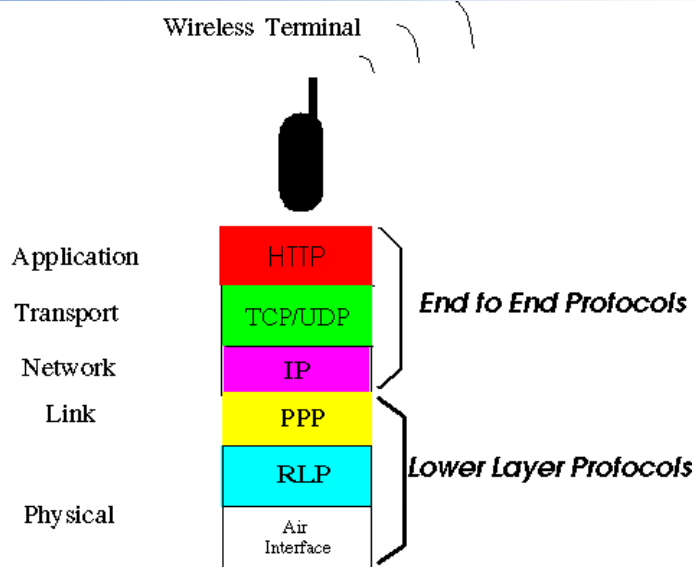 Wireless Terminal
Application
HTTP
Transport
TCP/UDP
End to End Protocols
Network
IP
Link
PPP
RLP
Lower Layer Protocols
Physical
Air
Interface